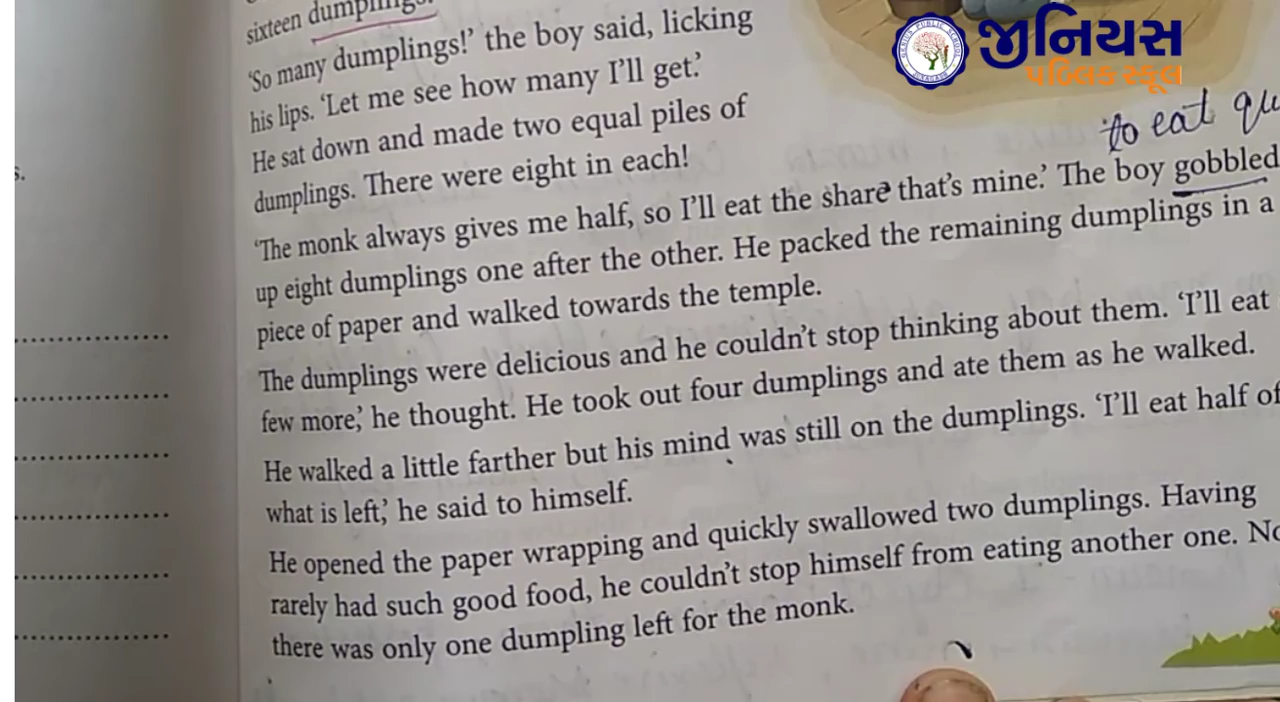 sixteen dumplings.
‘So many dumplings!’ the boy said, licking
his lips. ‘Let me see how many I’ll get.’
He sat down and made two equal piles of
dumplings. There were eight in each!
‘The monk always gives me half, so I’ll eat the share that’s mine.’ The boy gobbled
up eight dumplings one after the other. He packed the remaining dumplings in a
piece of paper and walked towards the temple.
The dumplings were delicious and he couldn’t stop thinking about them. ‘I’ll eat
few more,’ he thought. He took out four dumplings and ate them as he walked.
He walked a little farther but his mind was still on the dumplings. ‘I’ll eat half of
what is left,’ he said to himself.
He opened the paper wrapping and quickly swallowed two dumplings. Having
rarely had such good food, he couldn’t stop himself from eating another one.
there was only one dumpling left for the monk.
s.
to eat
જીનિયસ
પબ્લિક સ્કૂલ